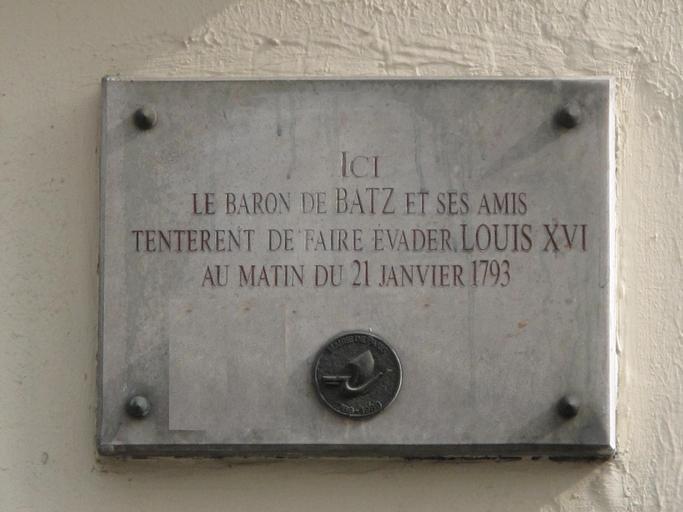 ICI
LE BARON DE BATZ ET SES AMIS
TENTERENT DE FAIRE ÉVADER LOUIS XVI
AU MATIN DU 21 JANVIER 1793